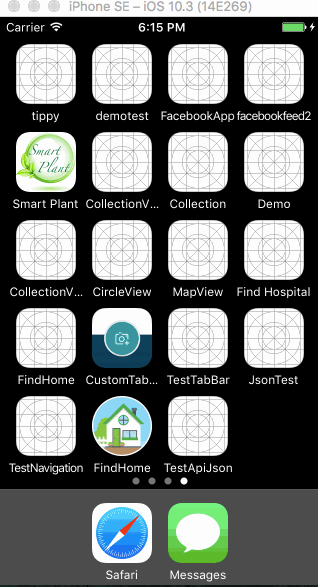 iPhone SE – iOS 10.3 (14E269)
Carrier 6:15 PM
tippy demotest FacebookApp facebookfeed2
Smart
Plant
Smart Plant CollectionV... Collection Demo
CollectionV... CircleView MapView Find Hospital
FindHome CustomTab... TestTabBar JsonTest
TestNavigation FindHome TestApiJson
Safari Messages